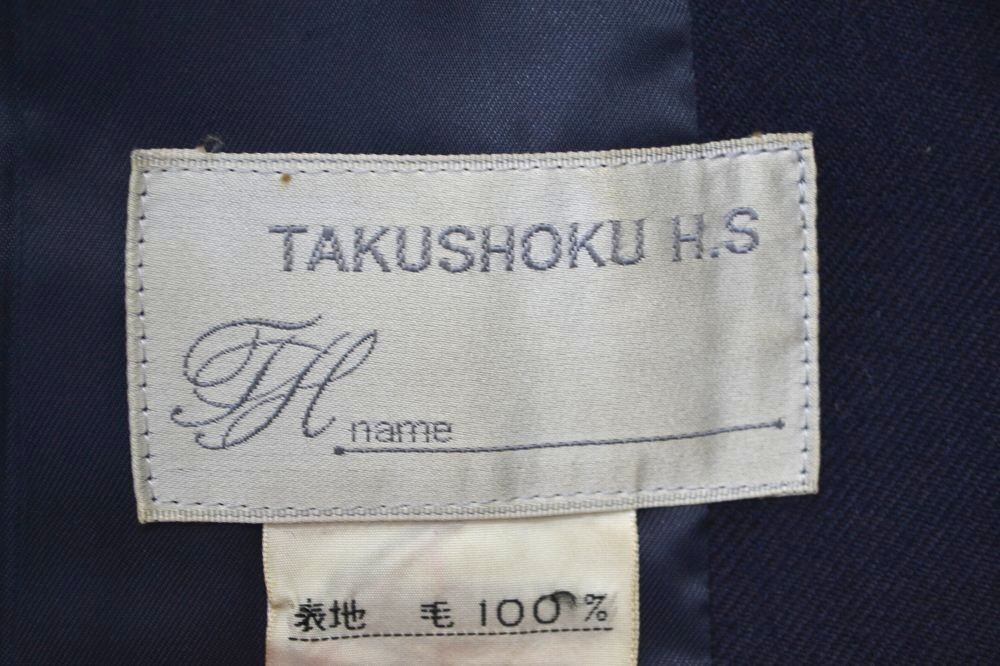 TAKUSHOKU H.S
TH
name
表地 毛 100%